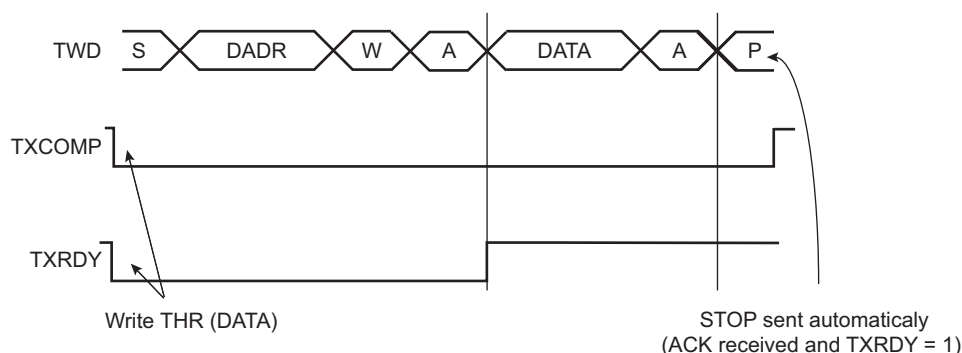 TWD S DADR W A DATA A P
TXCOMP
TXRDY
Write THR (DATA)
STOP sent automaticaly
(ACK received and TXRDY = 1)